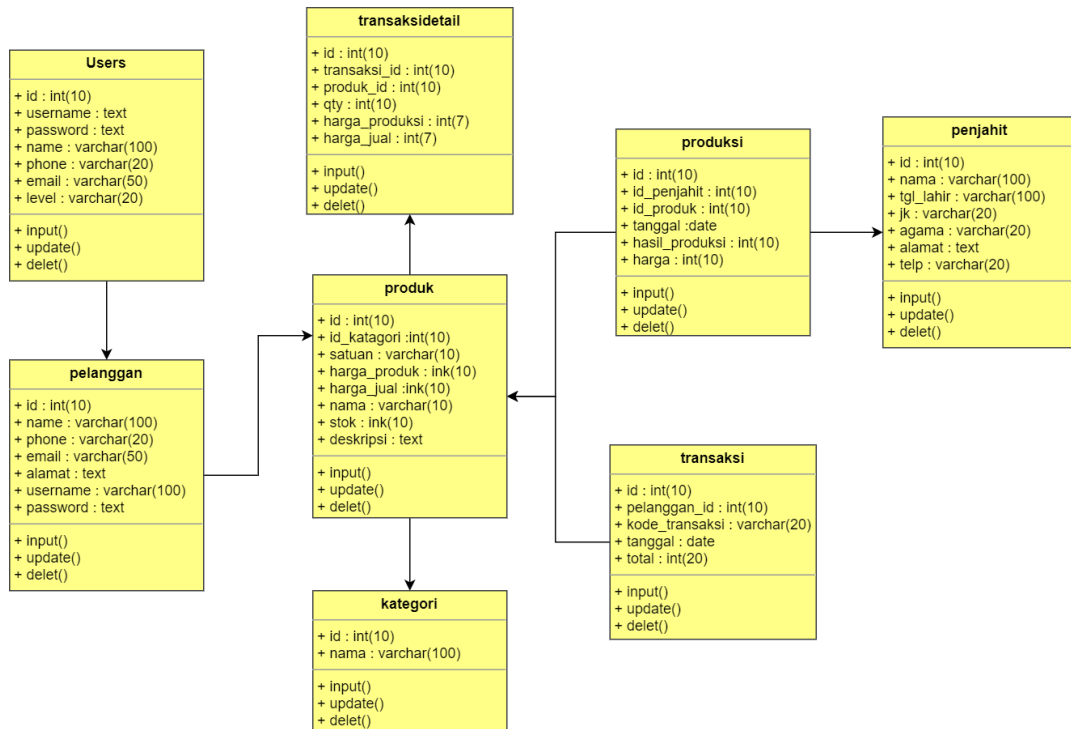 Users
+ id : int(10)
+ username : text
+ password : text
+ name : varchar(100)
+ phone : varchar(20)
+ email : varchar(50)
+ level : varchar(20)
+ input()
+ update()
+ delet()
pelanggan
+ id : int(10)
+ name : varchar(100)
+ phone : varchar(20)
+ email : varchar(50)
+ alamat : text
+ username : varchar(100)
+ password : text
+ input()
+ update()
+ delet()
transaksidetail
+ id : int(10)
+ transaksi_id : int(10)
+ produk_id : int(10)
+ qty : int(10)
+ harga_produksi : int(7)
+ harga_jual : int(7)
+ input()
+ update()
+ delet()
produk
+ id : int(10)
+ id_katagori :int(10)
+ satuan : varchar(10)
+ harga_produk : ink(10)
+ harga_jual :ink(10)
+ nama : varchar(10)
+ stok : ink(10)
+ deskripsi : text
+ input()
+ update()
+ delet()
kategori
+ id : int(10)
+ nama : varchar(100)
+ input()
+ update()
+ delet()
produksi
+ id : int(10)
+ id_penjahit : int(10)
+ id_produk : int(10)
+ tanggal :date
+ hasil_produksi : int(10)
+ harga : int(10)
+ input()
+ update()
+ delet()
transaksi
+ id : int(10)
+ pelanggan_id : int(10)
+ kode_transaksi : varchar(20)
+ tanggal : date
+ total : int(20)
+ input()
+ update()
+ delet()
penjahit
+ id : int(10)
+ nama : varchar(100)
+ tgl_lahir : varchar(100)
+ jk : varchar(20)
+ agama : varchar(20)
+ alamat : text
+ telp : varchar(20)
+ input()
+ update()
+ delet()